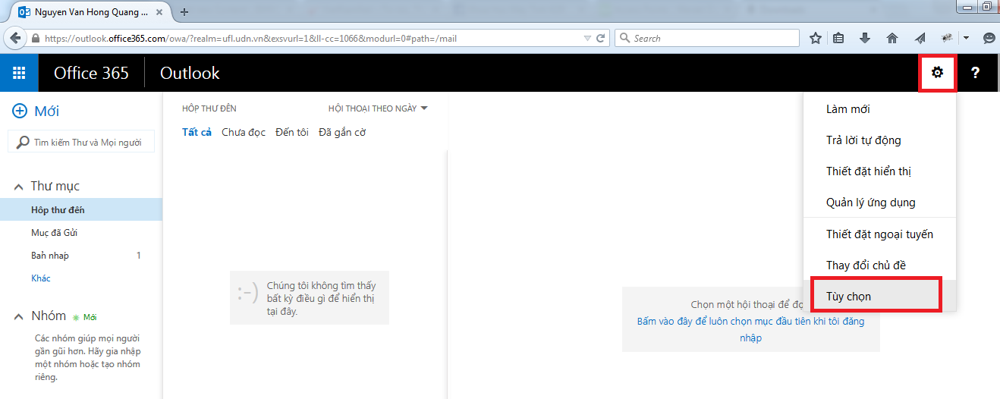 Nguyen Van Hong Quang ...
https://outlook.office365.com/owa/?realm=ufl.udn.vn&exsvurl=1&ll-cc=1066&modurl=0#path=/mail
Search
Office 365
Outlook
?
Mới
Tìm kiếm Thư và Mọi người
Thư mục
Hộp thư đến
Mục đã Gửi
Bản nháp 1
Khác
Nhóm Mới
Các nhóm giúp mọi người
gần gũi hơn. Hãy gia nhập
một nhóm hoặc tạo nhóm
riêng.
HỘP THƯ ĐẾN
HỘI THOẠI THEO NGÀY
Tất cả Chưa đọc Đến tôi Đã gắn cờ
:-)
Chúng tôi không tìm thấy
bất kỳ điều gì để hiển thị
tại đây.
Chọn một hội thoại để đọ
Bấm vào đây để luôn chọn mục đầu tiên khi tôi đăng
nhập
Làm mới
Trả lời tự động
Thiết đặt hiển thị
Quản lý ứng dụng
Thiết đặt ngoại tuyến
Thay đổi chủ đề
Tùy chọn